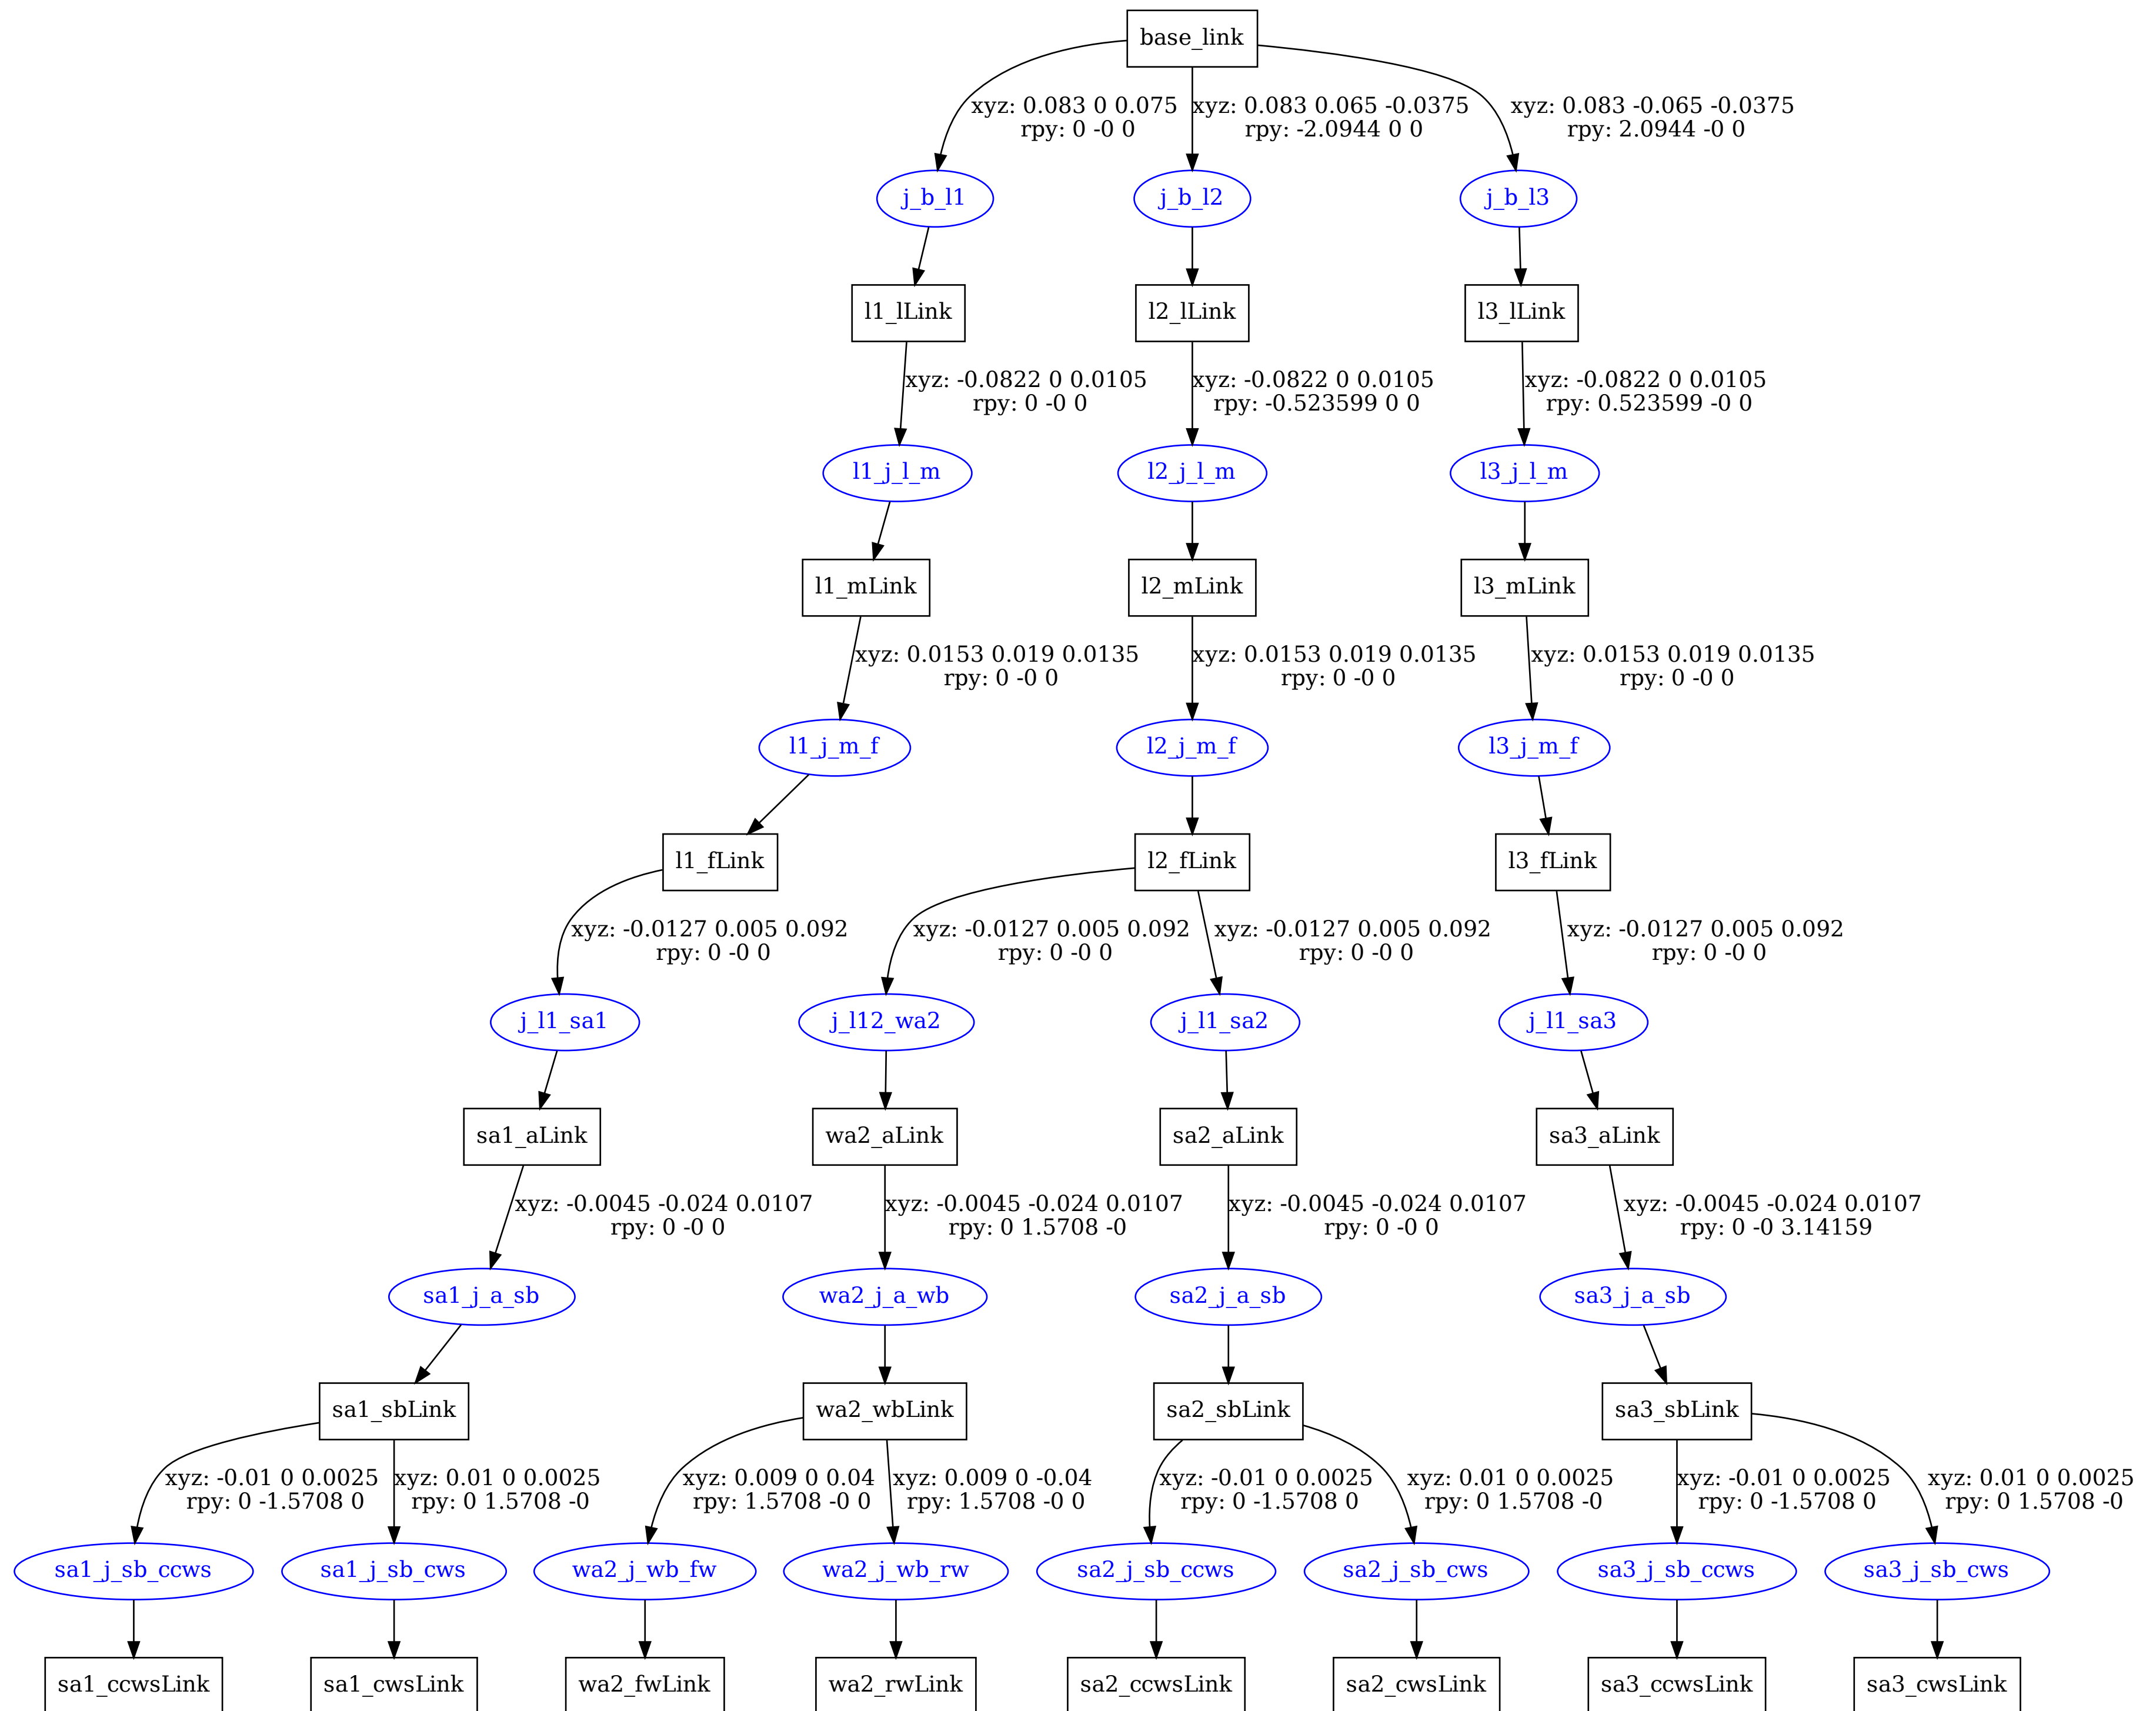 base_link
xyz: 0.083 0 0.075
rpy: 0 -0 0
xyz: 0.083 0.065 -0.0375
rpy: -2.0944 0 0
xyz: 0.083 -0.065 -0.0375
rpy: 2.0944 -0 0
j_b_l1
j_b_l2
j_b_l3
l1_lLink
l2_lLink
l3_lLink
xyz: -0.0822 0 0.0105
rpy: 0 -0 0
xyz: -0.0822 0 0.0105
rpy: -0.523599 0 0
xyz: -0.0822 0 0.0105
rpy: 0.523599 -0 0
l1_j_l_m
l2_j_l_m
l3_j_l_m
l1_mLink
l2_mLink
l3_mLink
xyz: 0.0153 0.019 0.0135
rpy: 0 -0 0
xyz: 0.0153 0.019 0.0135
rpy: 0 -0 0
xyz: 0.0153 0.019 0.0135
rpy: 0 -0 0
l1_j_m_f
l2_j_m_f
l3_j_m_f
l1_fLink
l2_fLink
l3_fLink
xyz: -0.0127 0.005 0.092
rpy: 0 -0 0
xyz: -0.0127 0.005 0.092
rpy: 0 -0 0
xyz: -0.0127 0.005 0.092
rpy: 0 -0 0
xyz: -0.0127 0.005 0.092
rpy: 0 -0 0
j_l1_sa1
j_l12_wa2
j_l1_sa2
j_l1_sa3
sa1_aLink
wa2_aLink
sa2_aLink
sa3_aLink
xyz: -0.0045 -0.024 0.0107
rpy: 0 -0 0
xyz: -0.0045 -0.024 0.0107
rpy: 0 1.5708 -0
xyz: -0.0045 -0.024 0.0107
rpy: 0 -0 0
xyz: -0.0045 -0.024 0.0107
rpy: 0 -0 3.14159
sa1_j_a_sb
wa2_j_a_wb
sa2_j_a_sb
sa3_j_a_sb
sa1_sbLink
wa2_wbLink
sa2_sbLink
sa3_sbLink
xyz: -0.01 0 0.0025
rpy: 0 -1.5708 0
xyz: 0.01 0 0.0025
rpy: 0 1.5708 -0
xyz: 0.009 0 0.04
rpy: 1.5708 -0 0
xyz: 0.009 0 -0.04
rpy: 1.5708 -0 0
xyz: -0.01 0 0.0025
rpy: 0 -1.5708 0
xyz: 0.01 0 0.0025
rpy: 0 1.5708 -0
xyz: -0.01 0 0.0025
rpy: 0 -1.5708 0
xyz: 0.01 0 0.0025
rpy: 0 1.5708 -0
sa1_j_sb_ccws
sa1_j_sb_cws
wa2_j_wb_fw
wa2_j_wb_rw
sa2_j_sb_ccws
sa2_j_sb_cws
sa3_j_sb_ccws
sa3_j_sb_cws
sa1_ccwsLink
sa1_cwsLink
wa2_fwLink
wa2_rwLink
sa2_ccwsLink
sa2_cwsLink
sa3_ccwsLink
sa3_cwsLink